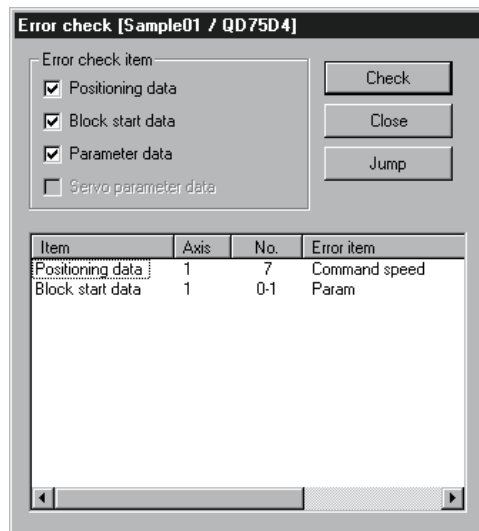 Error check [Sample01 / QD75D4]
Error check item
Positioning data
Block start data
Parameter data
Servo parameter data
Check
Close
Jump
Item Axis No. Error item
Positioning data 1 7 Command speed
Block start data 1 0-1 Param